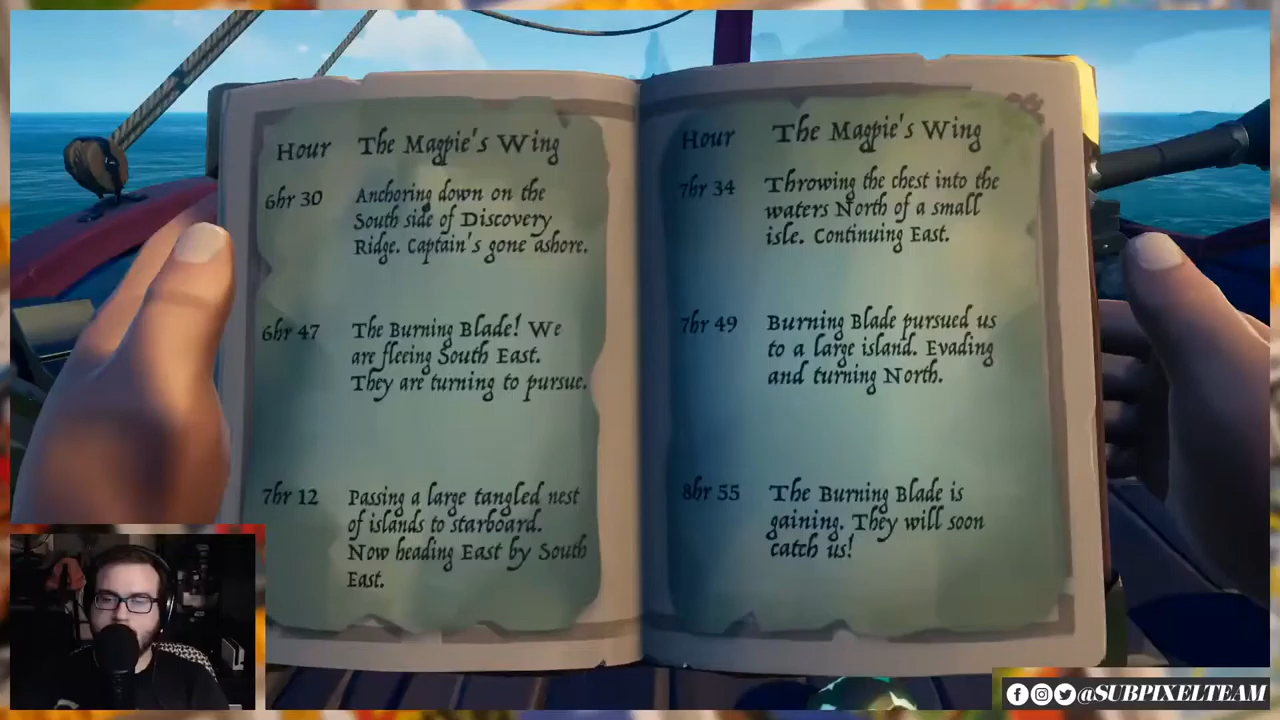 Hour The Magpie's Wing
6hr 30 Anchoring down on the
South side of Discovery
Ridge. Captain's gone ashore.
6hr 47 The Burning Blade! We
are fleeing South East.
They are turning to pursue.
7hr 12 Passing a large tangled nest
of islands to starboard.
Now heading East by South
East.
Hour The Magpie's Wing
7hr 34 Throwing the chest into the
waters North of a small
isle. Continuing East.
7hr 49 Burning Blade pursued us
to a large island. Evading
and turning North.
8hr 55 The Burning Blade is
gaining. They will soon
catch us!
@SUBPIXELTEAM